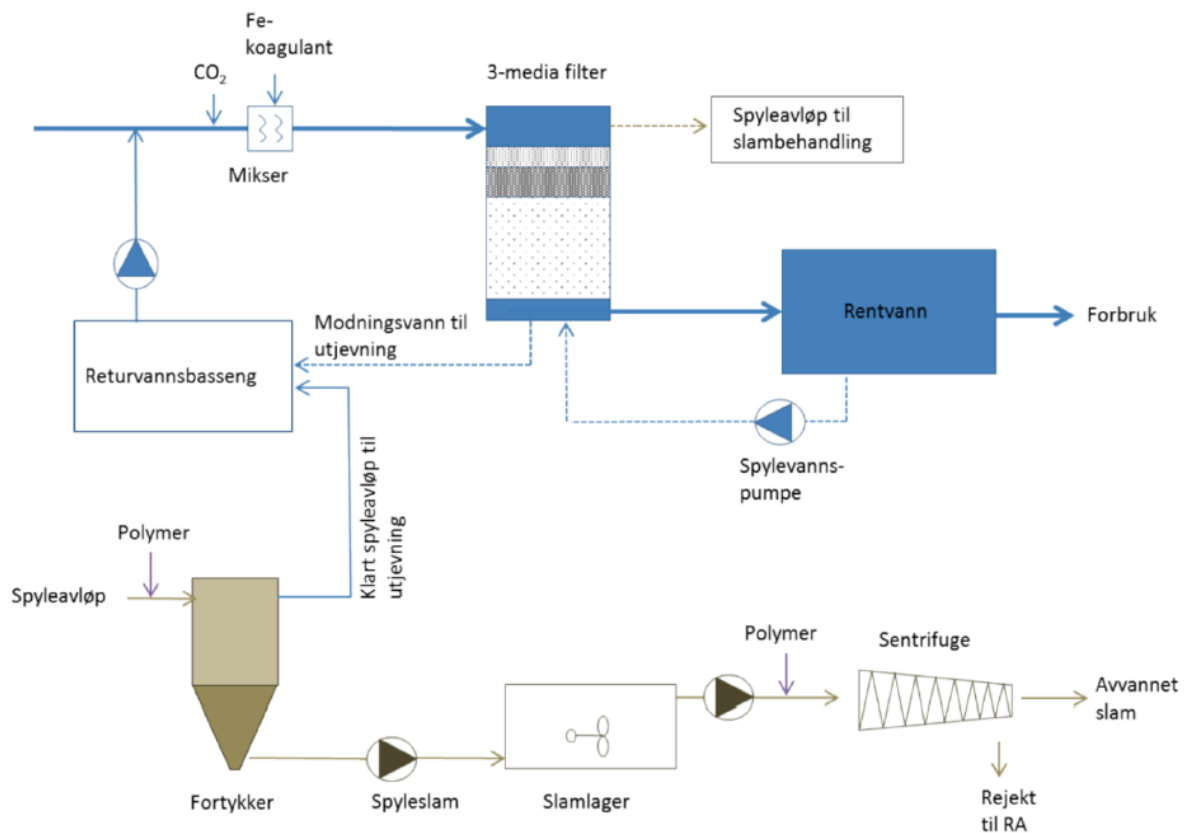 Fe-
koagulant
CO₂
3-media filter
Spyleavløp til
slambehandling
Mikser
Modningsvann til
utjevning
Rentvann
Forbruk
Returvannsbasseng
Spylevanns-
pumpe
Klart spyleavløp til
utjevning
Polymer
Spyleavløp
Polymer
Sentrifuge
Avvannet
slam
Fortykker
Spyleslam
Slamlager
Rejekt
til RA